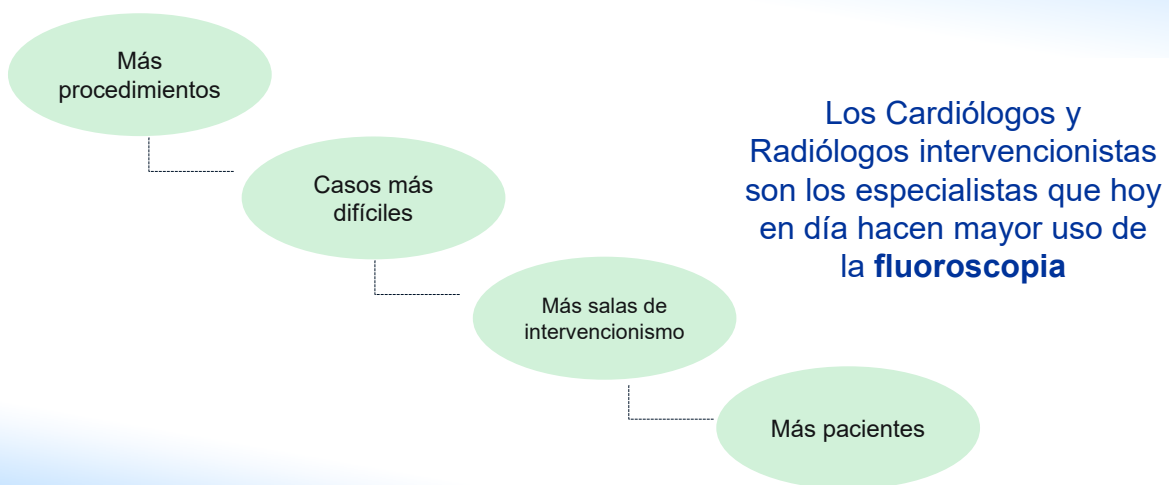 Más
procedimientos
Casos más
difíciles
Más salas de
intervencionismo
Más pacientes
Los Cardiólogos y
Radiólogos intervencionistas
son los especialistas que hoy
en día hacen mayor uso de
la fluoroscopia